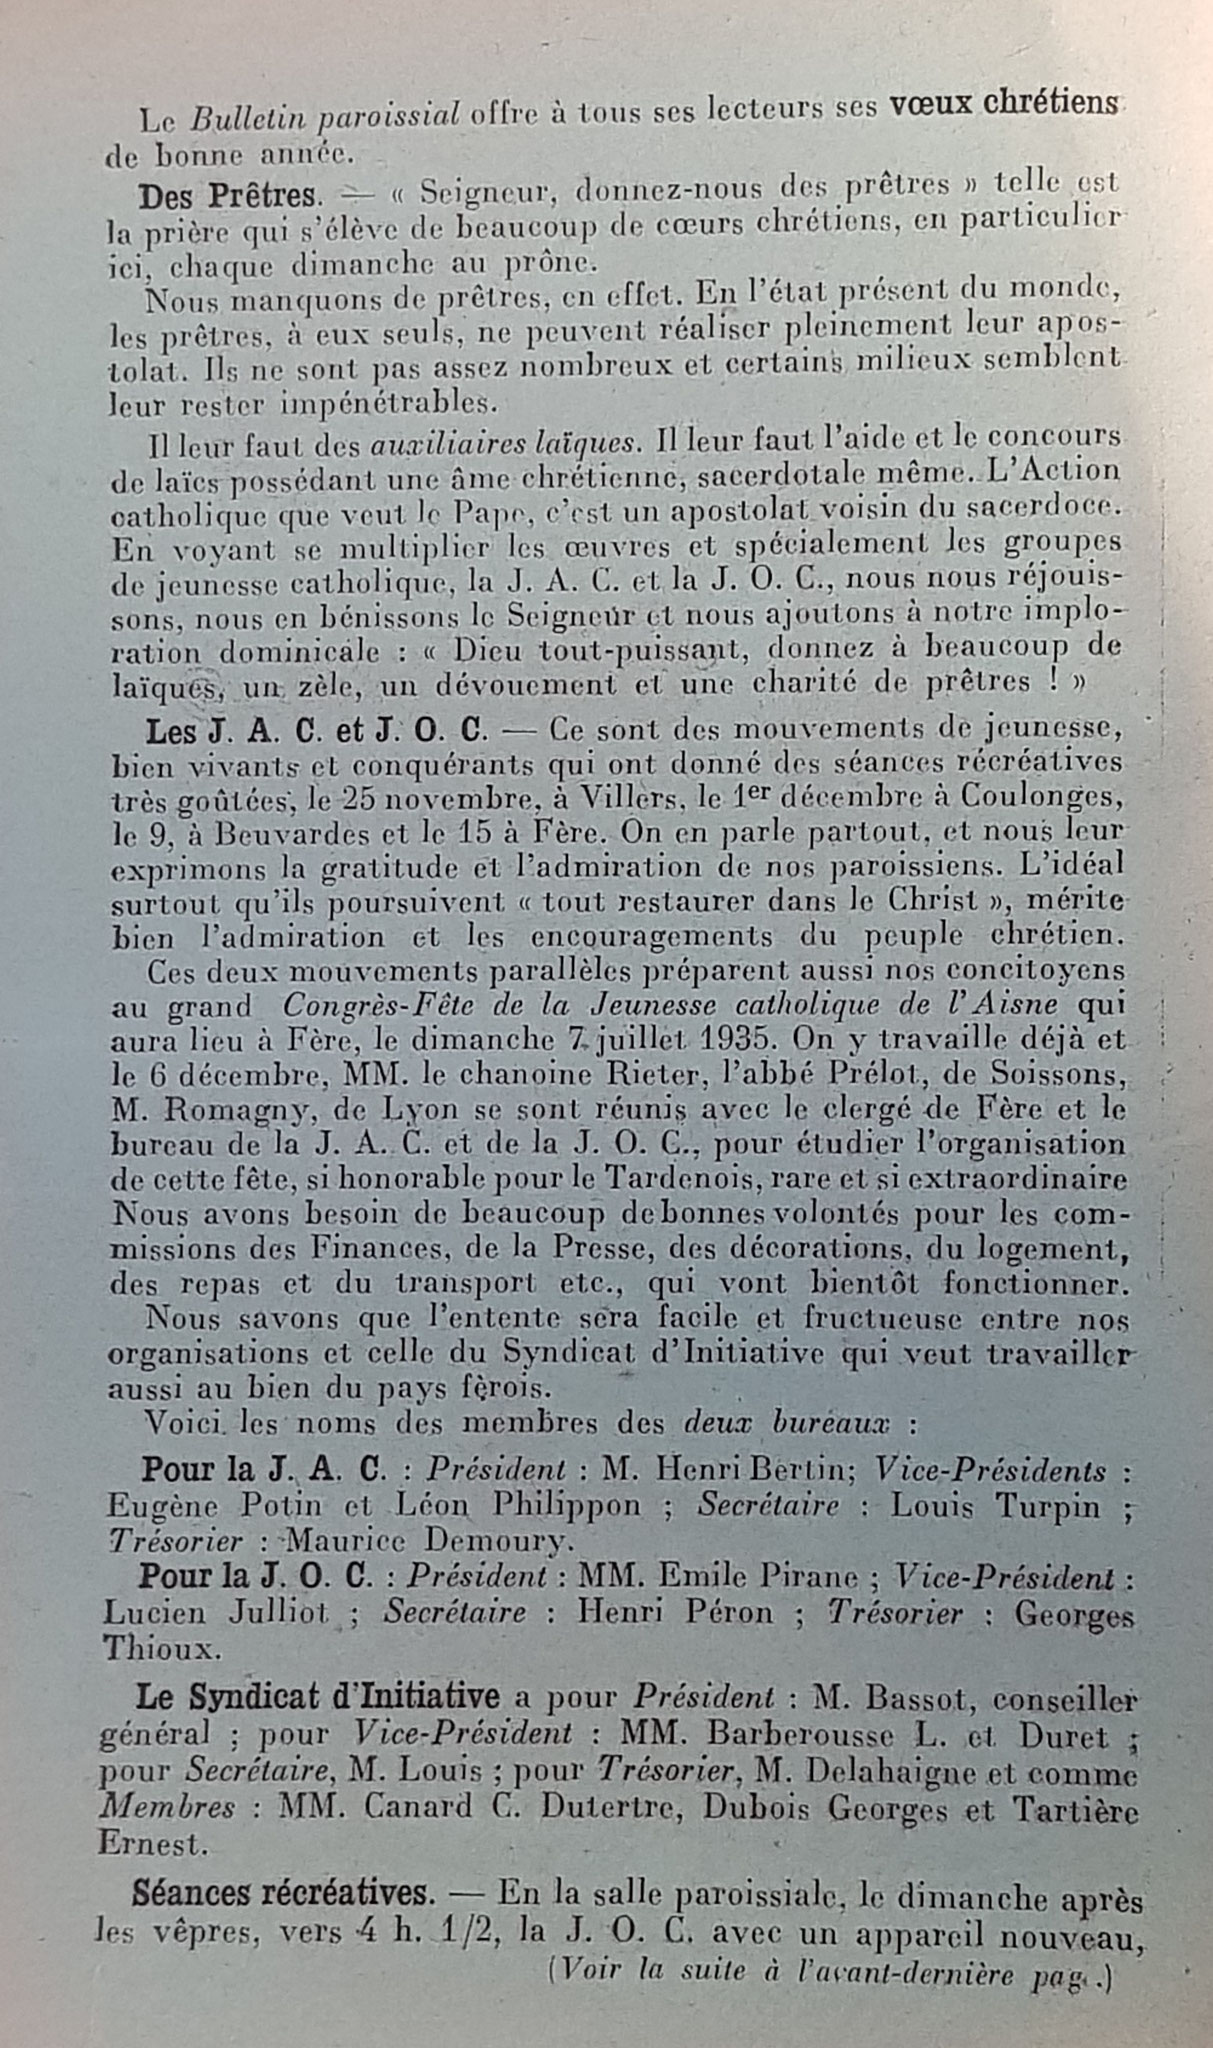 Le Bulletin paroissial offre à tous ses lecteurs ses vœux chrétiens
de bonne année.
Des Prêtres. — « Seigneur, donnez-nous des prêtres » telle est
la prière qui s'élève de beaucoup de cœurs chrétiens, en particulier
ici, chaque dimanche au prône.
Nous manquons de prêtres, en effet. En l'état présent du monde,
les prêtres, à eux seuls, ne peuvent réaliser pleinement leur apos-
tolat. Ils ne sont pas assez nombreux et certains milieux semblent
leur rester impénétrables.
Il leur faut des auxiliaires laïques. Il leur faut l'aide et le concours
de laïcs possédant une âme chrétienne, sacerdotale même. L'Action
catholique que veut le Pape, c'est un apostolat voisin du sacerdoce.
En voyant se multiplier les œuvres et spécialement les groupes
de jeunesse catholique, la J. A. C. et la J. O. C., nous nous réjouis-
sons, nous en bénissons le Seigneur et nous ajoutons à notre implo-
ration dominicale : « Dieu tout-puissant, donnez à beaucoup de
laïques, un zèle, un dévouement et une charité de prêtres ! »
Les J. A. C. et J. O. C. — Ce sont des mouvements de jeunesse,
bien vivants et conquérants qui ont donné des séances récréatives
très goûtées, le 25 novembre, à Villers, le 1er décembre à Coulonges,
le 9, à Beuvardes et le 15 à Fère. On en parle partout, et nous leur
exprimons la gratitude et l'admiration de nos paroissiens. L'idéal
surtout qu'ils poursuivent « tout restaurer dans le Christ », mérite
bien l'admiration et les encouragements du peuple chrétien.
Ces deux mouvements parallèles préparent aussi nos concitoyens
au grand Congrès-Fête de la Jeunesse catholique de l'Aisne qui
aura lieu à Fère, le dimanche 7 juillet 1935. On y travaille déjà et
le 6 décembre, MM. le chanoine Rieter, l'abbé Prélot, de Soissons,
M. Romagny, de Lyon se sont réunis avec le clergé de Fère et le
bureau de la J. A. C. et de la J. O. C., pour étudier l'organisation
de cette fête, si honorable pour le Tardenois, rare et si extraordinaire
Nous avons besoin de beaucoup de bonnes volontés pour les com-
missions des Finances, de la Presse, des décorations, du logement,
des repas et du transport etc., qui vont bientôt fonctionner.
Nous savons que l'entente sera facile et fructueuse entre nos
organisations et celle du Syndicat d'Initiative qui veut travailler
aussi au bien du pays fèrois.
Voici les noms des membres des deux bureaux :
Pour la J. A. C. : Président : M. Henri Bertin; Vice-Présidents :
Eugène Potin et Léon Philippon ; Secrétaire : Louis Turpin ;
Trésorier : Maurice Demoury.
Pour la J. O. C. : Président : MM. Emile Pirane ; Vice-Président :
Lucien Julliot ; Secrétaire : Henri Péron ; Trésorier : Georges
Thioux.
Le Syndicat d'Initiative a pour Président : M. Bassot, conseiller
général ; pour Vice-Président : MM. Barberousse L. et Duret ;
pour Secrétaire, M. Louis ; pour Trésorier, M. Delahaigne et comme
Membres : MM. Canard C. Dutertre, Dubois Georges et Tartière
Ernest.
Séances récréatives. — En la salle paroissiale, le dimanche après
les vêpres, vers 4 h. 1/2, la J. O. C. avec un appareil nouveau,
(Voir la suite à l'avant-dernière page.)